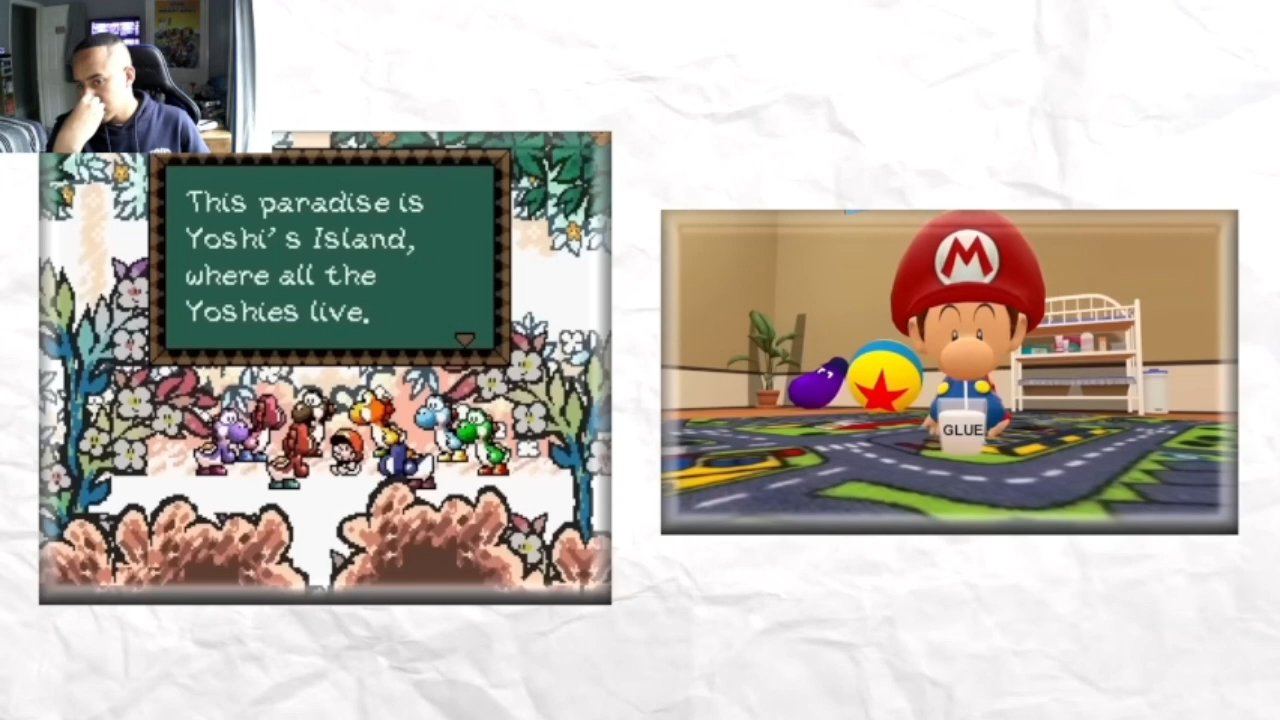 This paradise is
Yoshi's Island,
where all the
Yoshies live.
M
GLUE